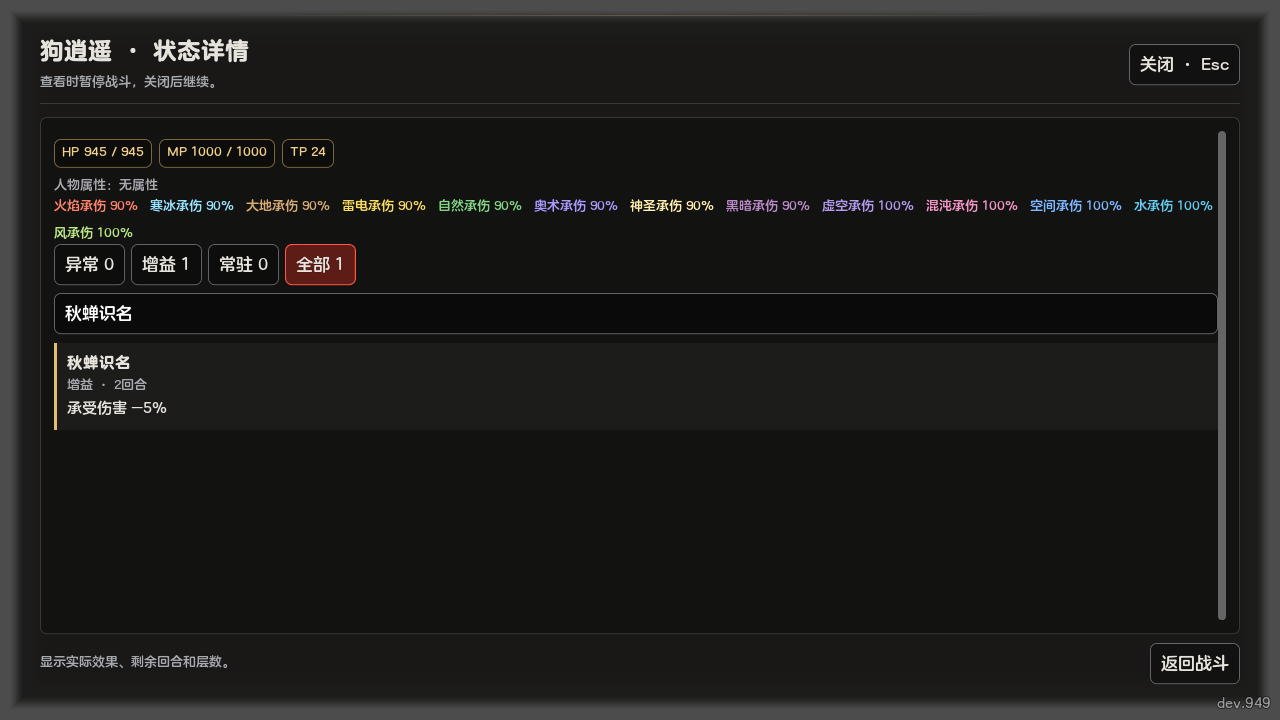 狗逍遥 · 状态详情
查看时暂停战斗，关闭后继续。
关闭 · Esc
HP 945 / 945 MP 1000 / 1000 TP 24
人物属性：无属性
火焰承伤 90% 寒冰承伤 90% 大地承伤 90% 雷电承伤 90% 自然承伤 90% 奥术承伤 90% 神圣承伤 90% 黑暗承伤 90% 虚空承伤 100% 混沌承伤 100% 空间承伤 100% 水承伤 100%
风承伤 100%
异常 0 增益 1 常驻 0 全部 1
秋蝉识名
秋蝉识名
增益 · 2回合
承受伤害 −5%
显示实际效果、剩余回合和层数。
返回战斗
dev.949